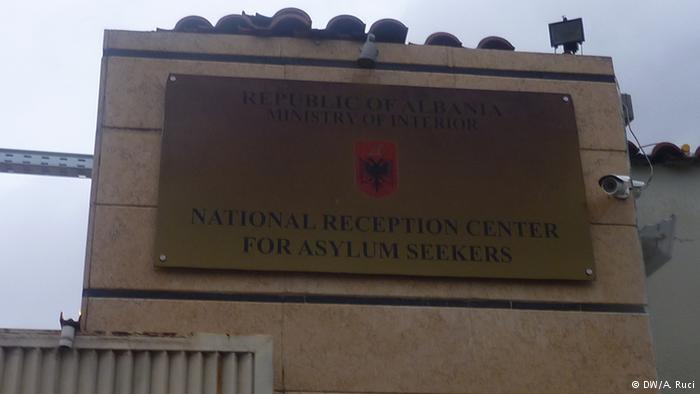 REPUBLIC OF ALBANIA
MINISTRY OF INTERIOR
NATIONAL RECEPTION CENTER
FOR ASYLUM SEEKERS
© DW/A. Ruci